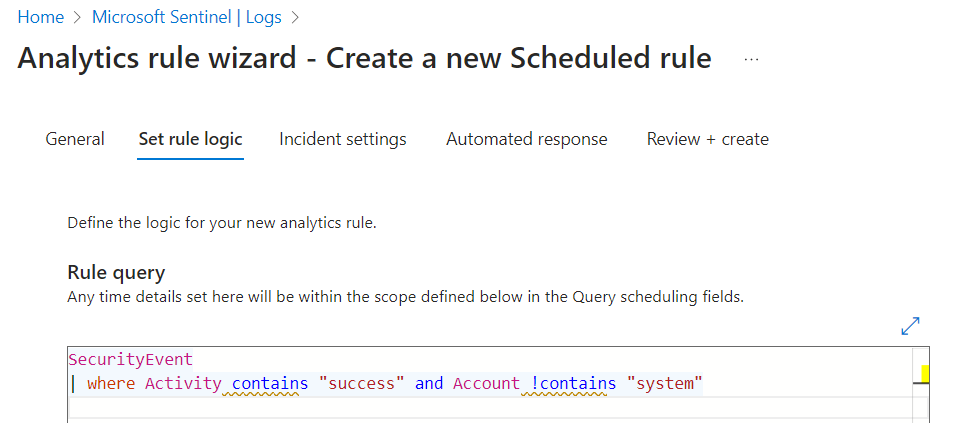 Home > Microsoft Sentinel | Logs >
Analytics rule wizard - Create a new Scheduled rule ...
General Set rule logic Incident settings Automated response Review + create
Define the logic for your new analytics rule.
Rule query
Any time details set here will be within the scope defined below in the Query scheduling fields.
SecurityEvent
| where Activity contains "success" and Account !contains "system"